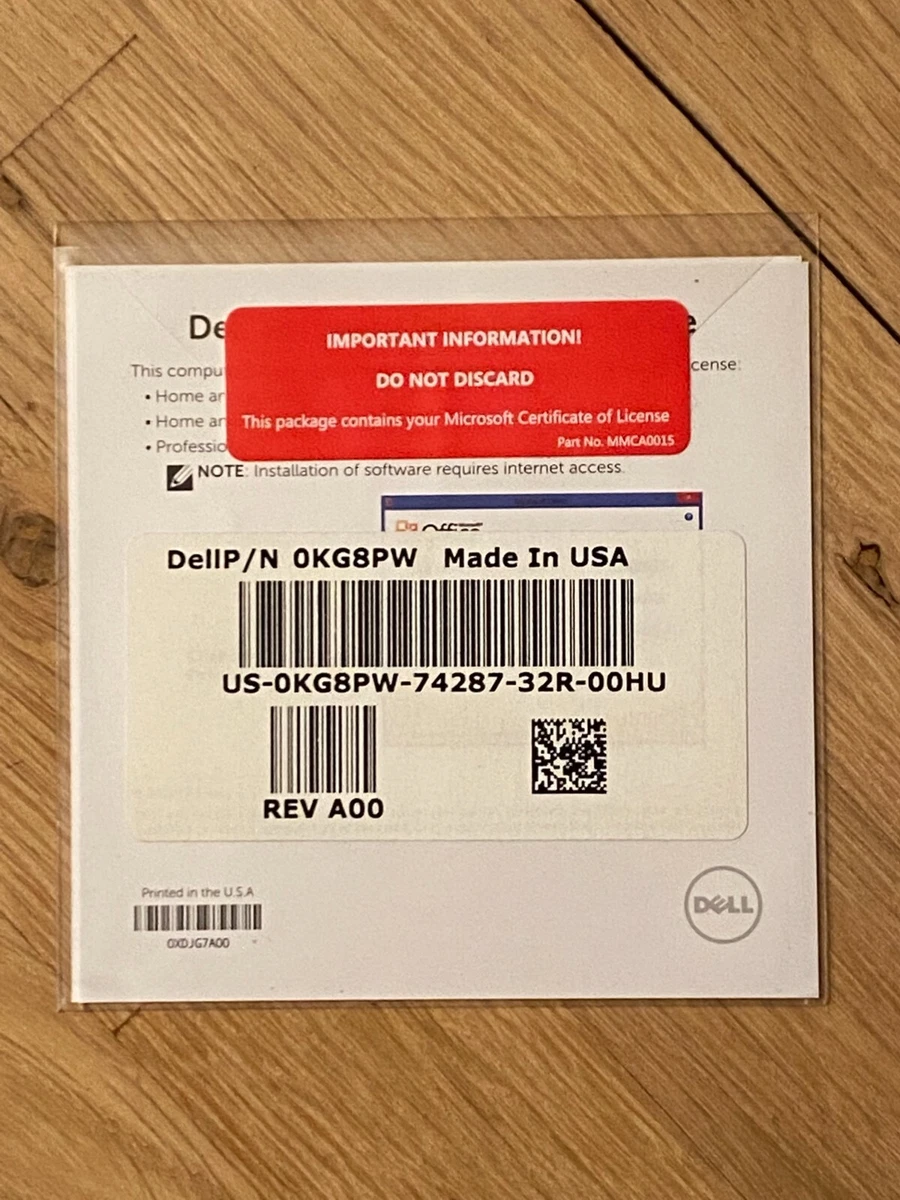 De
e
This compu
cense:
• Home ar
• Home ar
• Professio
IMPORTANT INFORMATION!
DO NOT DISCARD
This package contains your Microsoft Certificate of License
Part No. MMCA0015
NOTE: Installation of software requires internet access.
Office
DellP/N 0KG8PW Made In USA
US-0KG8PW-74287-32R-00HU
REV A00
Printed in the U.S.A
0XDJG7A00
DELL